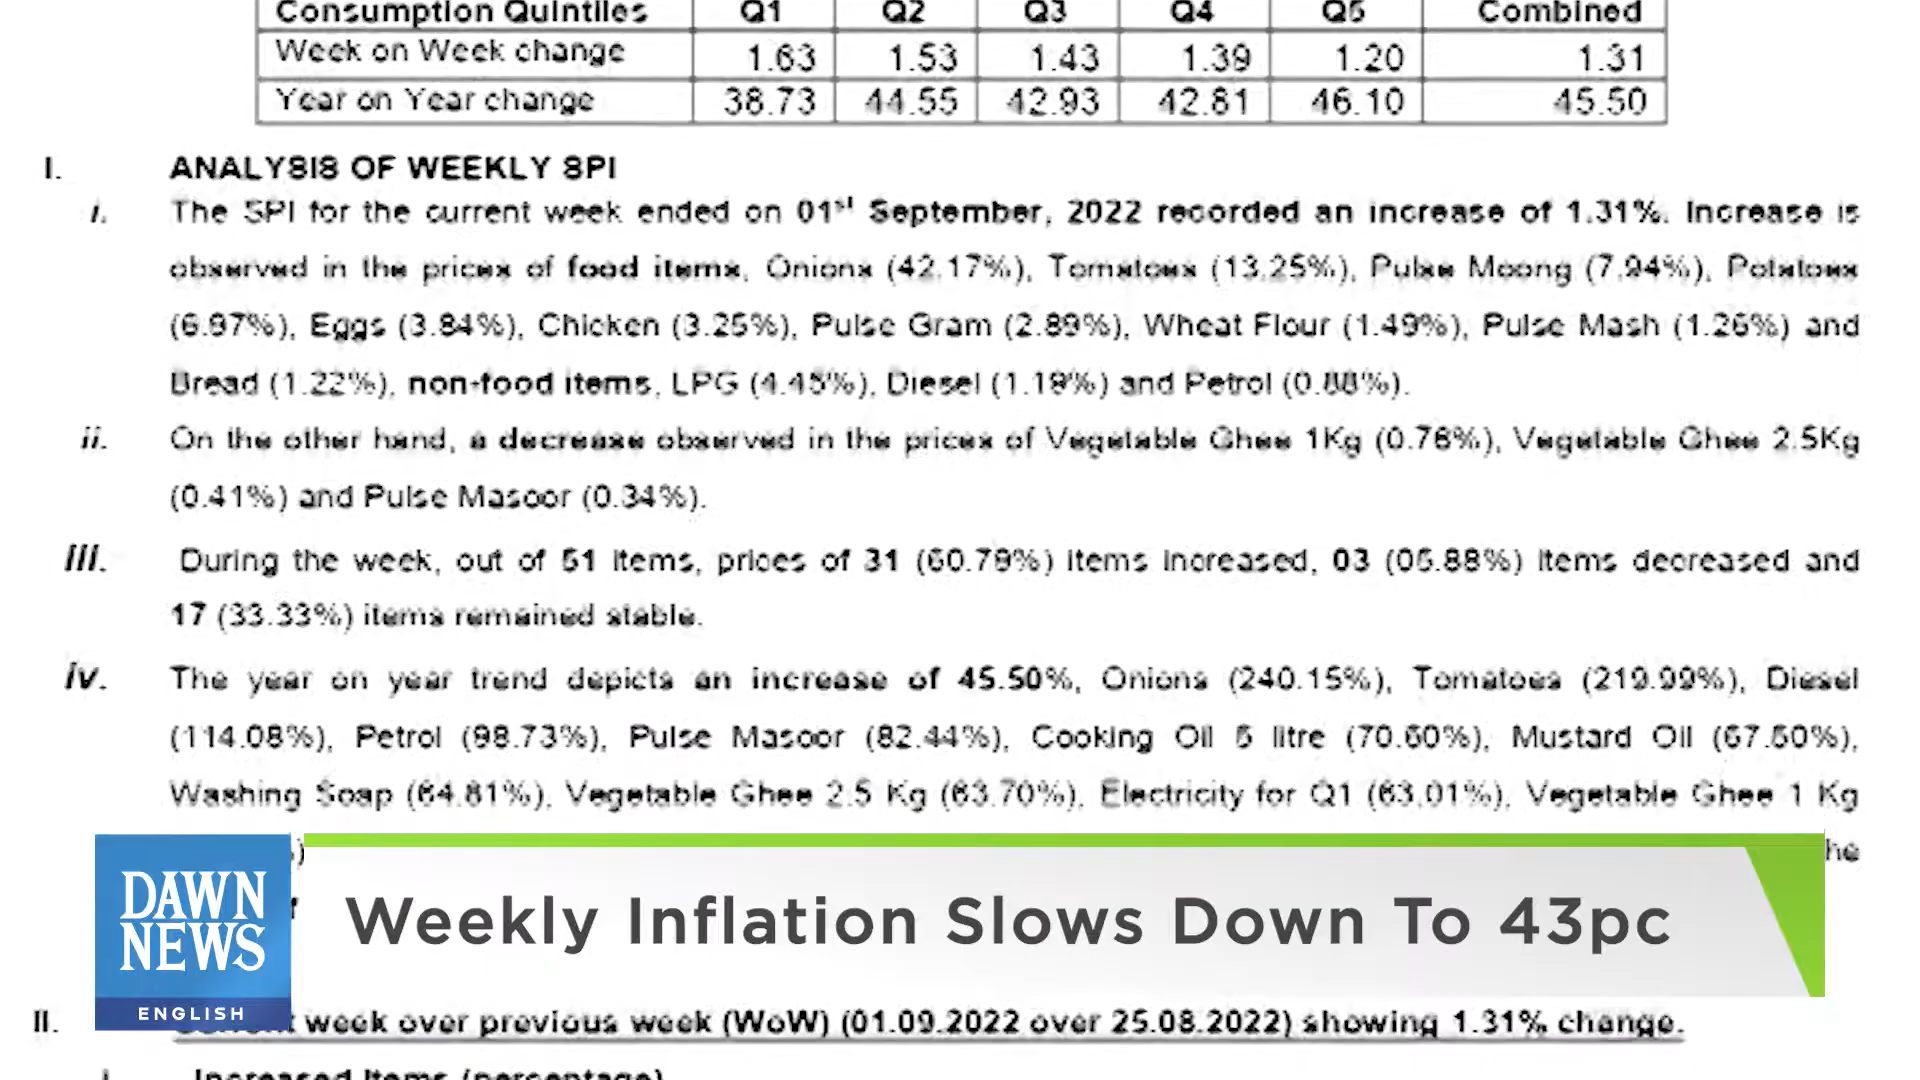 Consumption Quintiles Q1 Q2 Q3 Q4 Q5 Combined
Week on Week change 1.63 1.53 1.43 1.39 1.20 1.31
Year on Year change 38.73 44.55 42.93 42.81 46.10 45.50
I. ANALYSIS OF WEEKLY SPI
i. The SPI for the current week ended on 01st September, 2022 recorded an increase of 1.31%. Increase is
observed in the prices of food items, Onions (42.17%), Tomatoes (13.25%), Pulse Moong (7.94%), Potatoes
(6.97%), Eggs (3.84%), Chicken (3.25%), Pulse Gram (2.89%), Wheat Flour (1.49%), Pulse Mash (1.26%) and
Bread (1.22%), non-food items, LPG (4.45%), Diesel (1.19%) and Petrol (0.88%).
ii. On the other hand, a decrease observed in the prices of Vegetable Ghee 1Kg (0.76%), Vegetable Ghee 2.5Kg
(0.41%) and Pulse Masoor (0.34%).
iii. During the week, out of 51 items, prices of 31 (60.79%) items increased, 03 (05.88%) items decreased and
17 (33.33%) items remained stable.
iv. The year on year trend depicts an increase of 45.50%, Onions (240.15%), Tomatoes (219.99%), Diesel
(114.08%), Petrol (98.73%), Pulse Masoor (82.44%), Cooking Oil 5 litre (70.60%), Mustard Oil (67.50%),
Washing Soap (64.81%), Vegetable Ghee 2.5 Kg (63.70%), Electricity for Q1 (63.01%), Vegetable Ghee 1 Kg
DAWN
NEWS
ENGLISH
Weekly Inflation Slows Down To 43pc
II. week over previous week (WoW) (01.09.2022 over 25.08.2022) showing 1.31% change.
i. Increased Items (percentage)